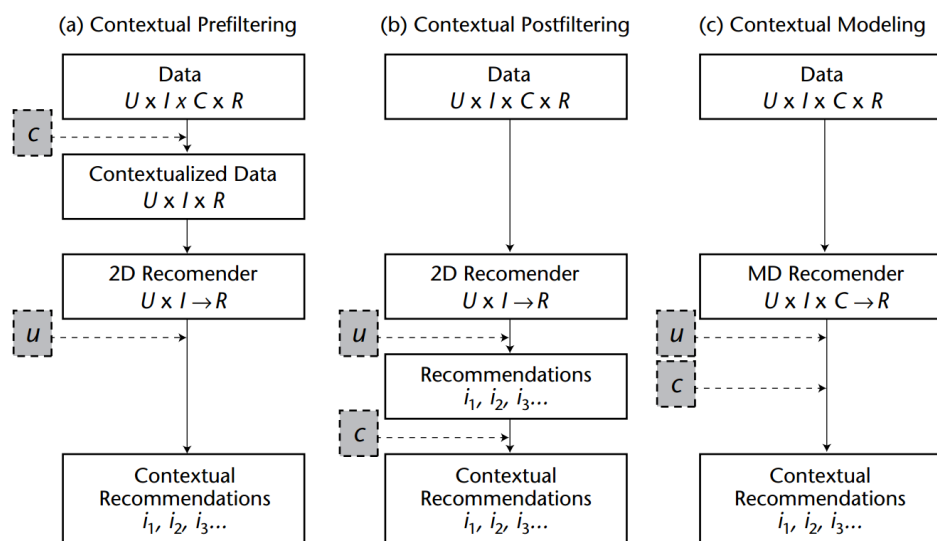 (a) Contextual Prefiltering
Data
U x I x C x R
c
Contextualized Data
U x I x R
2D Recomender
U x I → R
u
Contextual
Recommendations
i1, i2, i3...
(b) Contextual Postfiltering
Data
U x I x C x R
2D Recomender
U x I → R
u
Recommendations
i1, i2, i3...
c
Contextual
Recommendations
i1, i2, i3...
(c) Contextual Modeling
Data
U x I x C x R
MD Recomender
U x I x C → R
u
c
Contextual
Recommendations
i1, i2, i3...